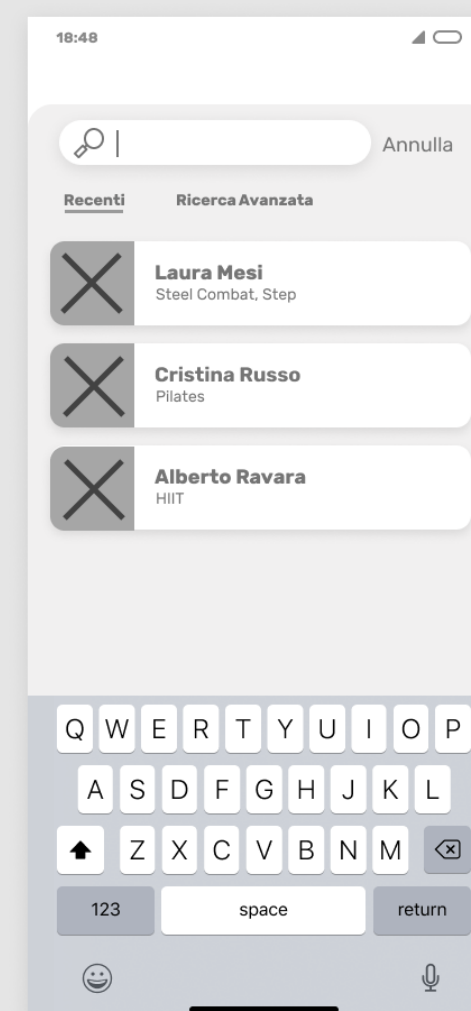 18:48
Annulla
Recenti Ricerca Avanzata
Laura Mesi
Steel Combat, Step
Cristina Russo
Pilates
Alberto Ravara
HIIT
Q W E R T Y U I O P
A S D F G H J K L
Z X C V B N M
123 space return